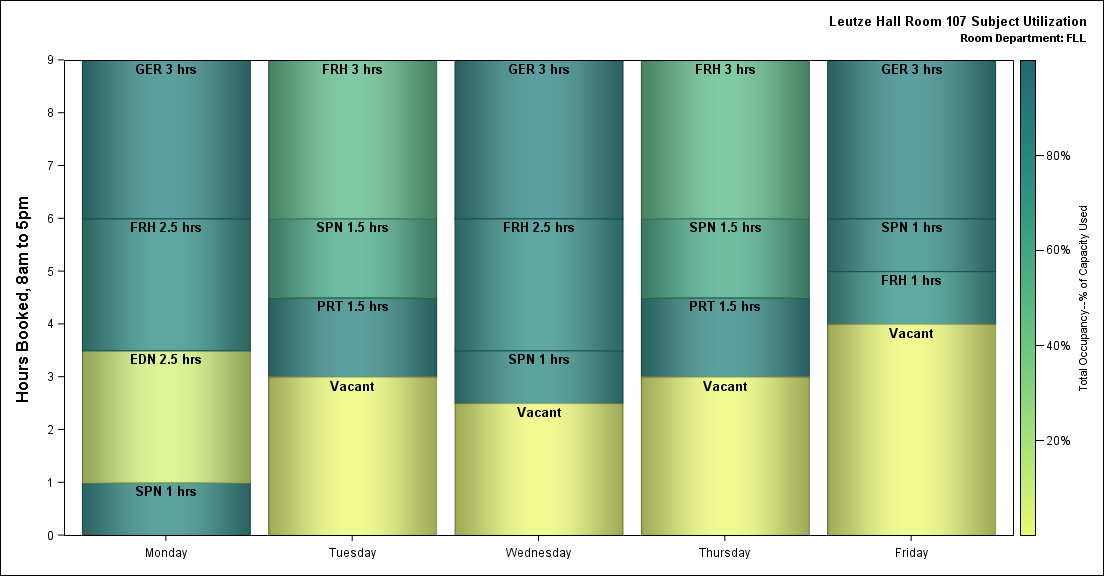 Leutze Hall Room 107 Subject Utilization
Room Department: FLL
Hours Booked, 8am to 5pm
9
8
7
6
5
4
3
2
1
0
GER 3 hrs
FRH 2.5 hrs
EDN 2.5 hrs
SPN 1 hrs
FRH 3 hrs
SPN 1.5 hrs
PRT 1.5 hrs
Vacant
GER 3 hrs
FRH 2.5 hrs
SPN 1 hrs
Vacant
FRH 3 hrs
SPN 1.5 hrs
PRT 1.5 hrs
Vacant
GER 3 hrs
SPN 1 hrs
FRH 1 hrs
Vacant
Monday
Tuesday
Wednesday
Thursday
Friday
80%
60%
40%
20%
Total Occupancy--% of Capacity Used